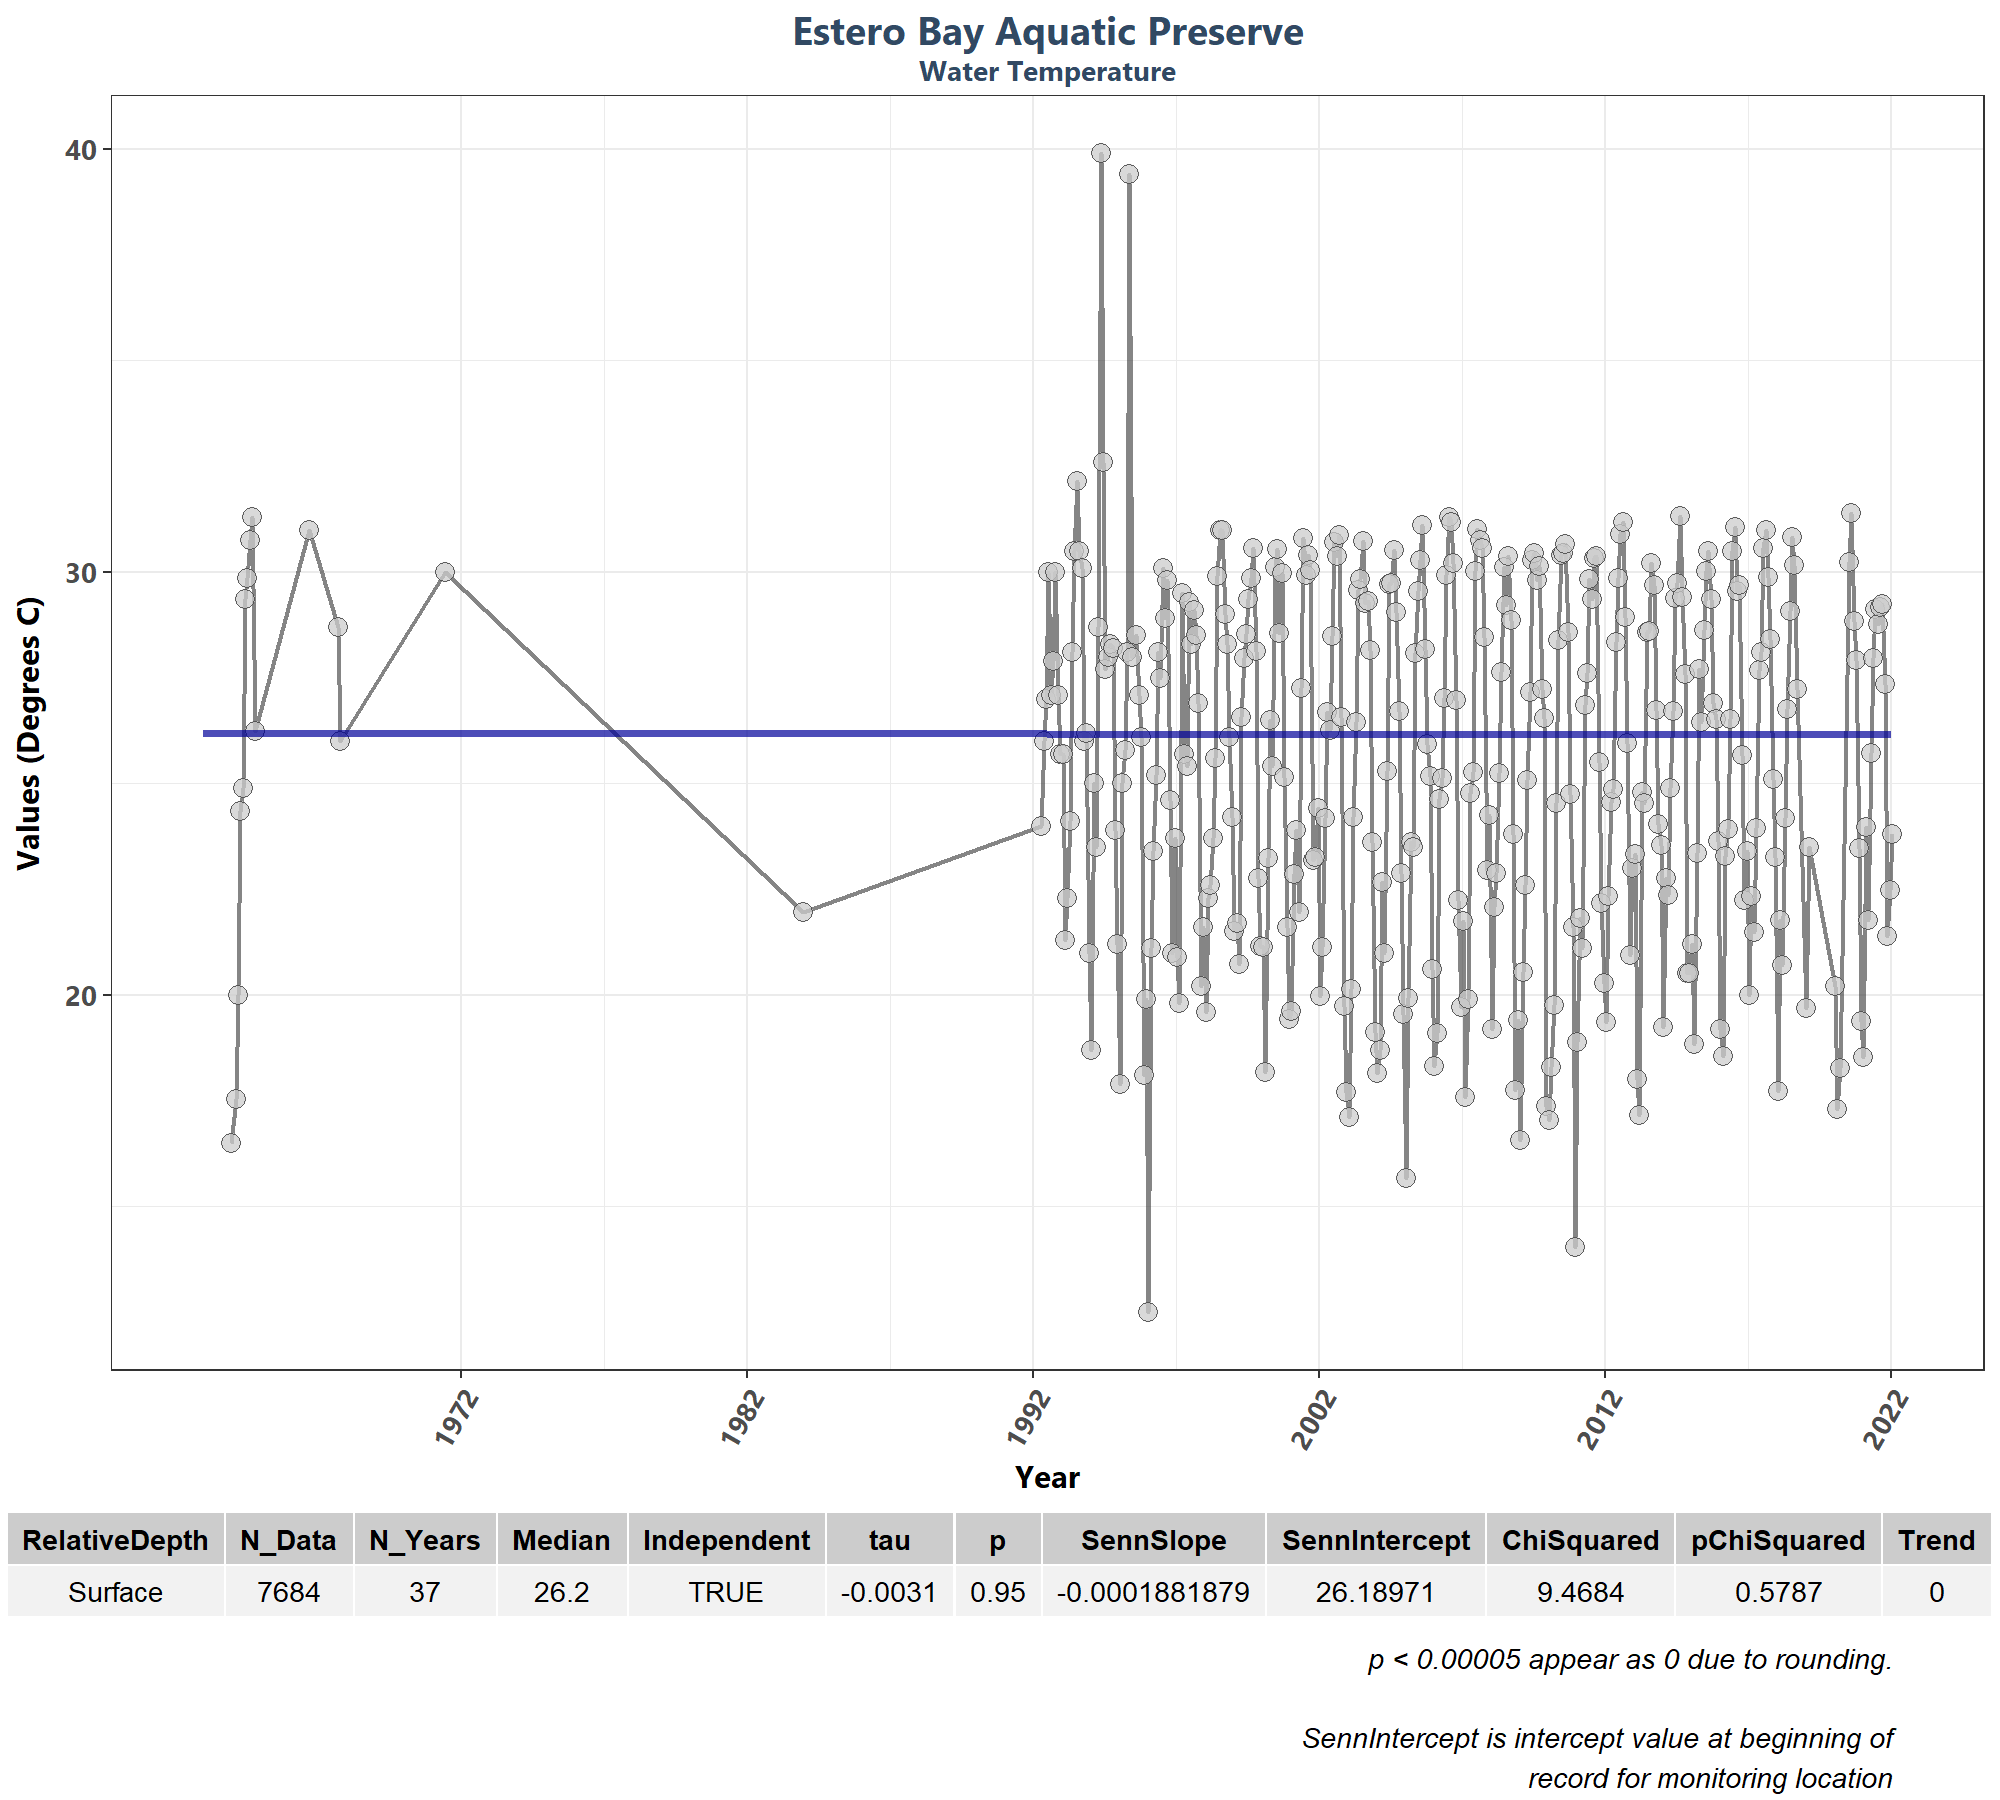 Estero Bay Aquatic Preserve
Water Temperature
Values (Degrees C)
40
30
20
1972 1982 1992 2002 2012 2022
Year
RelativeDepth N_Data N_Years Median Independent tau p SennSlope SennIntercept ChiSquared pChiSquared Trend
Surface 7684 37 26.2 TRUE -0.0031 0.95 -0.0001881879 26.18971 9.4684 0.5787 0
p < 0.00005 appear as 0 due to rounding.
SennIntercept is intercept value at beginning of
record for monitoring location